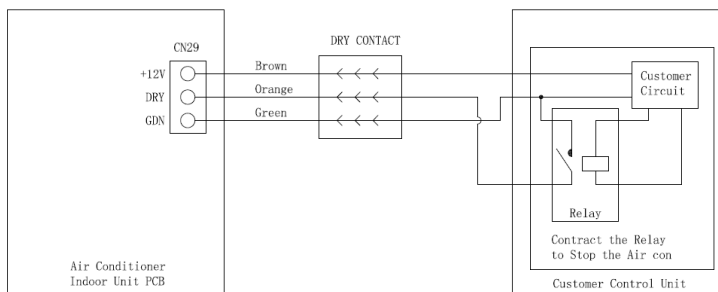 CN29
DRY CONTACT
+12V
Brown
DRY
Orange
GDN
Green
Customer
Circuit
Relay
Contract the Relay
to Stop the Air con
Air Conditioner
Indoor Unit PCB
Customer Control Unit